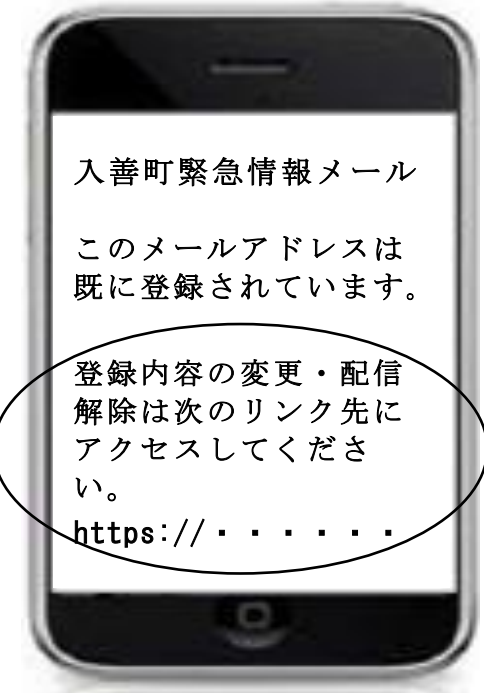 入善町緊急情報メール
このメールアドレスは
既に登録されています。
登録内容の変更・配信
解除は次のリンク先に
アクセスしてくださ
い。
https://・・・・・・